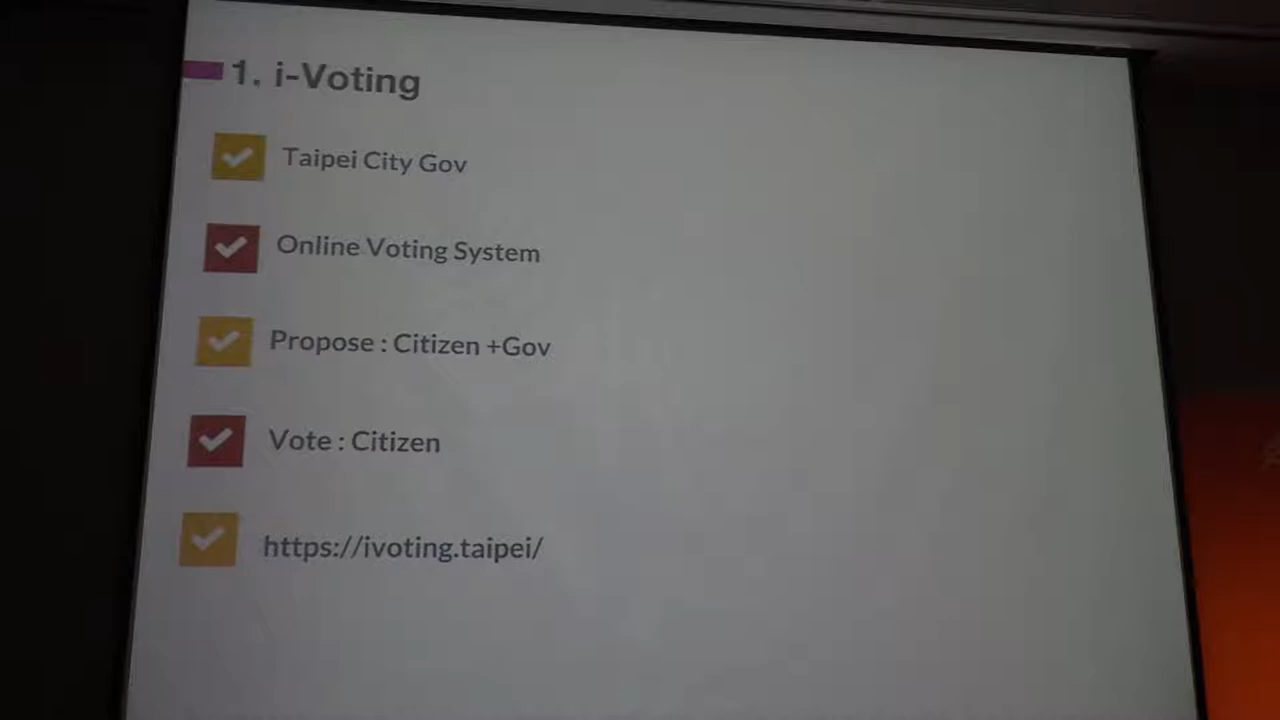 1. i-Voting
Taipei City Gov
Online Voting System
Propose : Citizen +Gov
Vote : Citizen
https://ivoting.taipei/